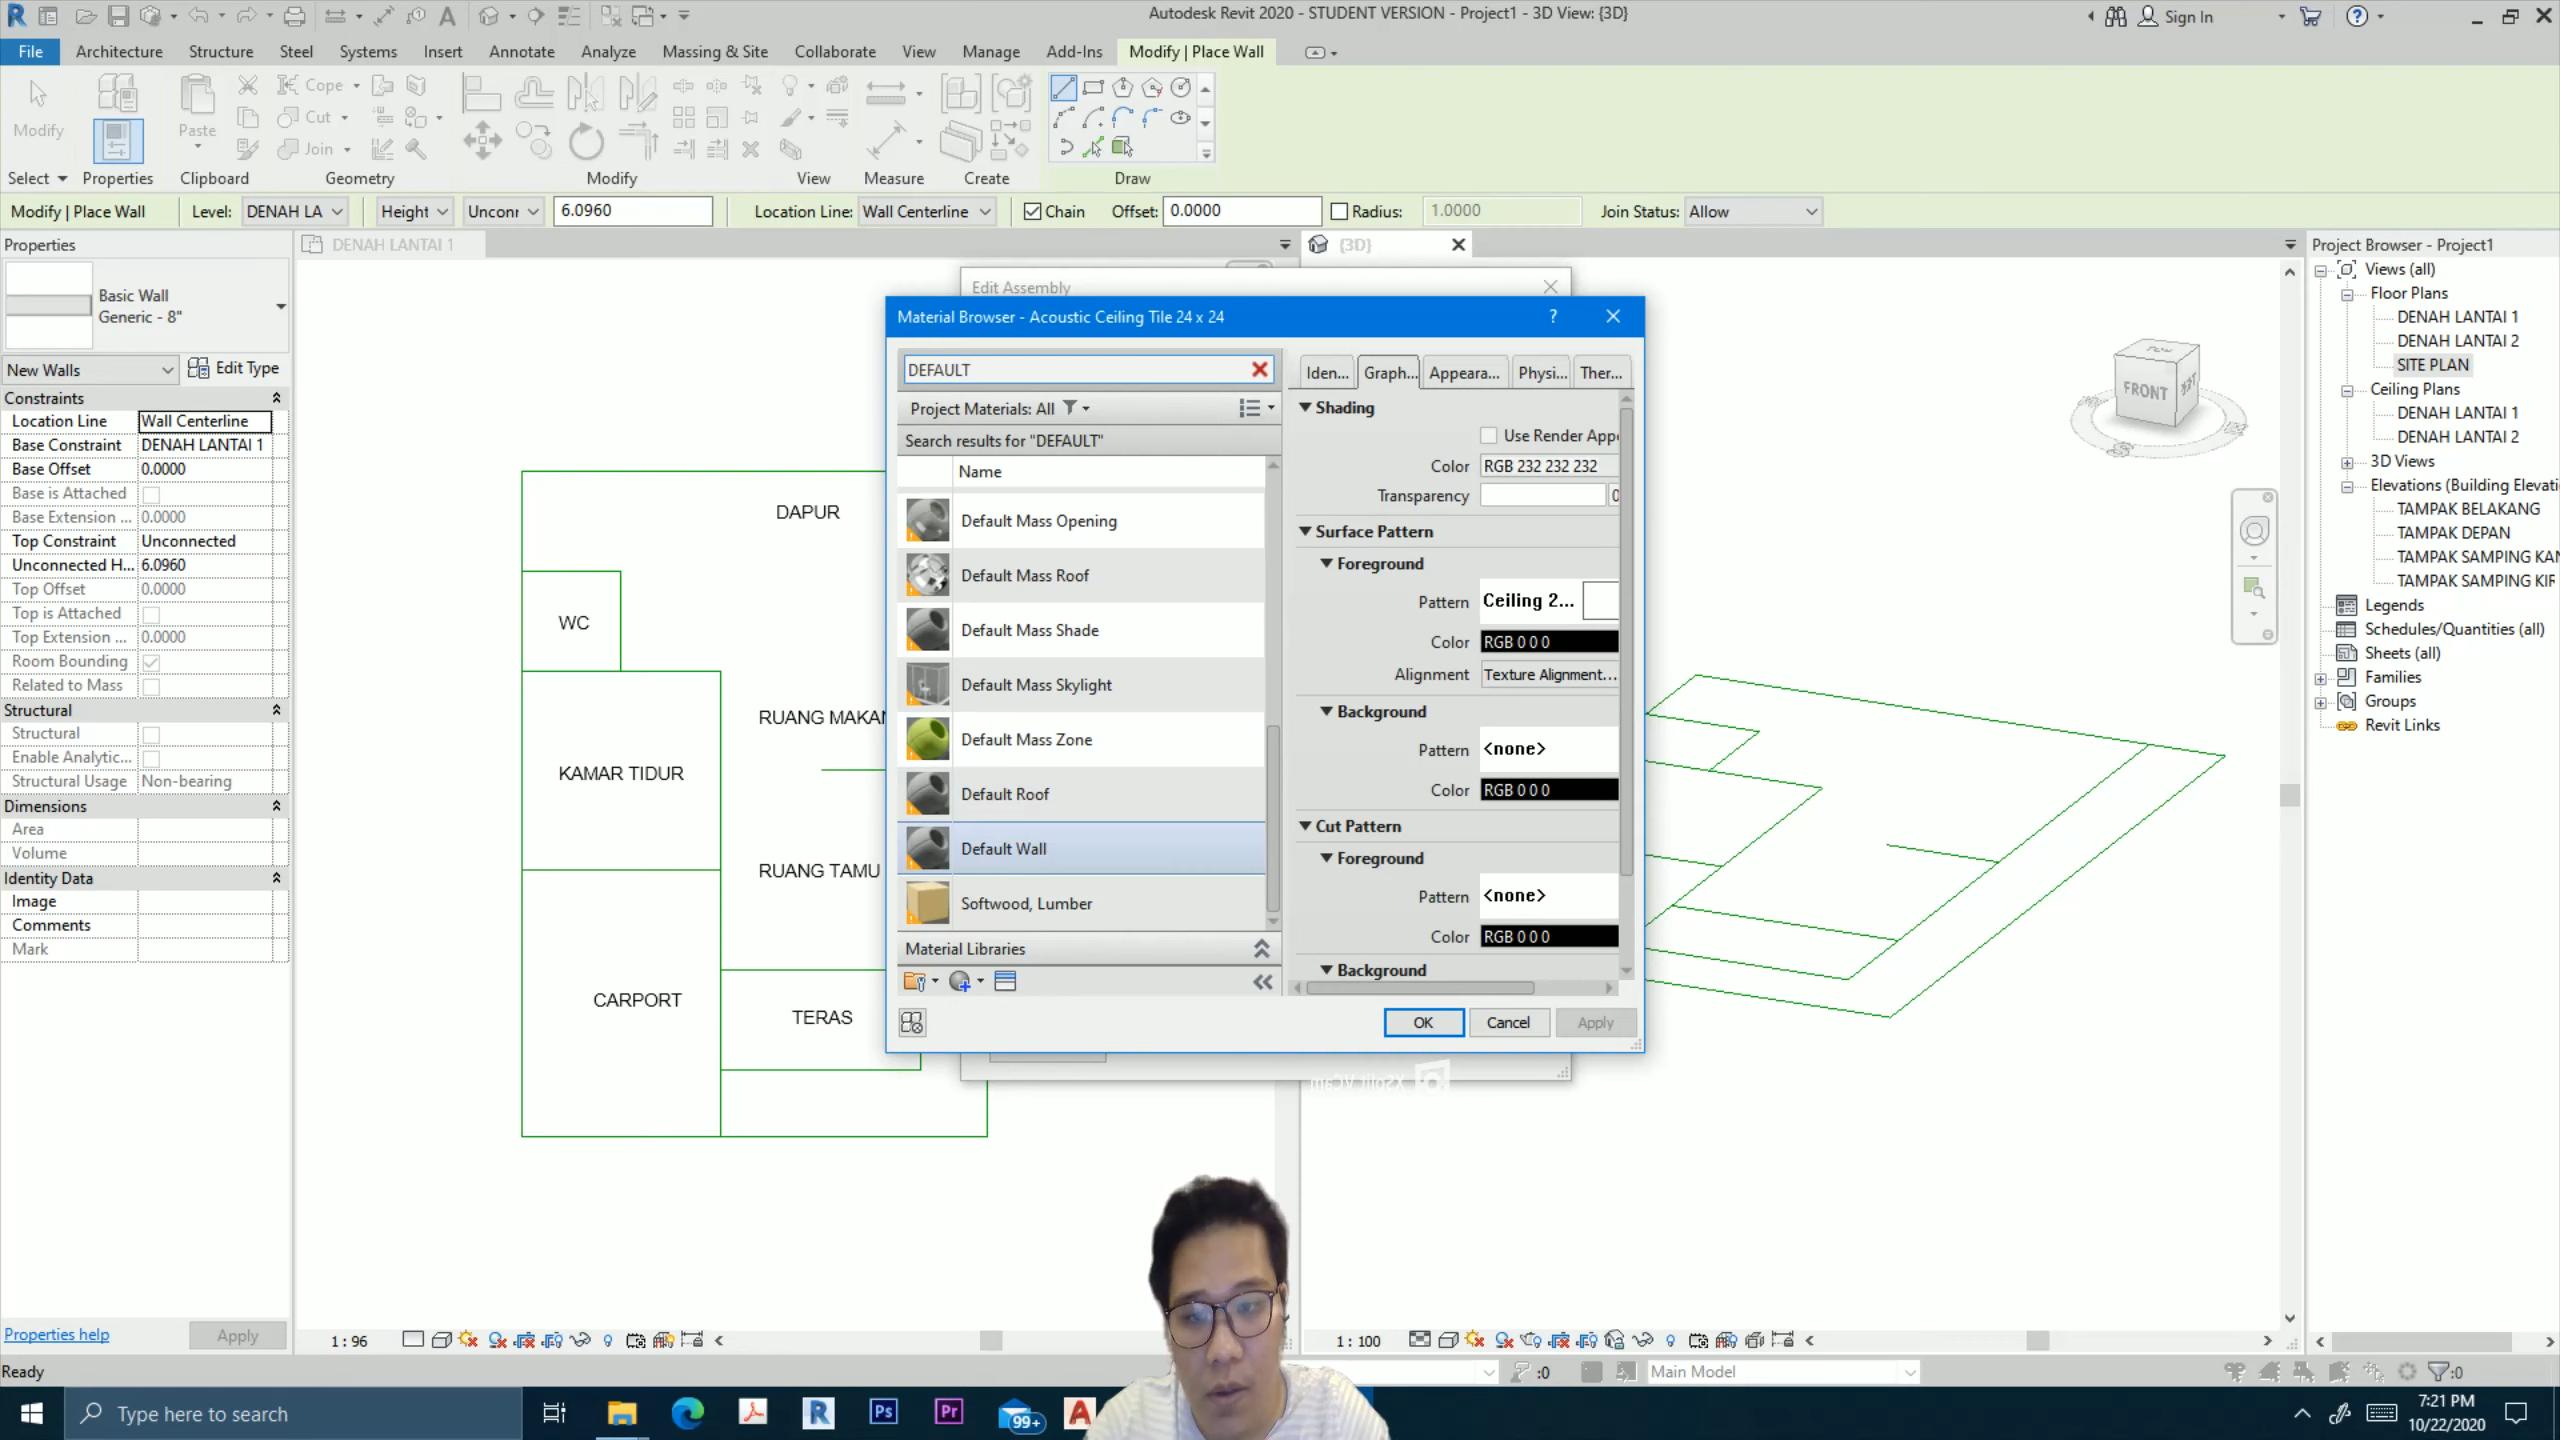 Autodesk Revit 2020 - STUDENT VERSION - Project1 - 3D View: {3D}
Sign In
File Architecture Structure Steel Systems Insert Annotate Analyze Massing & Site Collaborate View Manage Add-Ins Modify | Place Wall
Modify Paste Cope Cut Join
Select Properties Clipboard Geometry Modify View Measure Create Draw
Modify | Place Wall Level: DENAH LA Height Uncon 6.0960 Location Line: Wall Centerline Chain Offset: 0.0000 Radius: 1.0000 Join Status: Allow
Properties
Basic Wall
Generic - 8"
New Walls Edit Type
Constraints
Location Line Wall Centerline
Base Constraint DENAH LANTAI 1
Base Offset 0.0000
Base is Attached
Base Extension ... 0.0000
Top Constraint Unconnected
Unconnected H... 6.0960
Top Offset 0.0000
Top is Attached
Top Extension ... 0.0000
Room Bounding
Related to Mass
Structural
Structural
Enable Analytic...
Structural Usage Non-bearing
Dimensions
Area
Volume
Identity Data
Image
Comments
Mark
Properties help Apply
DENAH LANTAI 1
DAPUR
WC
RUANG MAKAN
KAMAR TIDUR
RUANG TAMU
CARPORT
TERAS
1 : 96
{3D}
Edit Assembly
Material Browser - Acoustic Ceiling Tile 24 x 24 ?
DEFAULT
Project Materials: All
Search results for "DEFAULT"
Name
Default Mass Opening
Default Mass Roof
Default Mass Shade
Default Mass Skylight
Default Mass Zone
Default Roof
Default Wall
Softwood, Lumber
Material Libraries
Iden... Graph... Appeara... Physi... Ther...
Shading
Use Render Appe
Color RGB 232 232 232
Transparency 0
Surface Pattern
Foreground
Pattern Ceiling 2...
Color RGB 0 0 0
Alignment Texture Alignment...
Background
Pattern <none>
Color RGB 0 0 0
Cut Pattern
Foreground
Pattern <none>
Color RGB 0 0 0
Background
OK Cancel Apply
XSplit VCam
FRONT
1 : 100
Project Browser - Project1
Views (all)
Floor Plans
DENAH LANTAI 1
DENAH LANTAI 2
SITE PLAN
Ceiling Plans
DENAH LANTAI 1
DENAH LANTAI 2
3D Views
Elevations (Building Elevati
TAMPAK BELAKANG
TAMPAK DEPAN
TAMPAK SAMPING KAN
TAMPAK SAMPING KIR
Legends
Schedules/Quantities (all)
Sheets (all)
Families
Groups
Revit Links
Ready
:0 Main Model :0
Type here to search
Ps Pr 99+
7:21 PM
10/22/2020